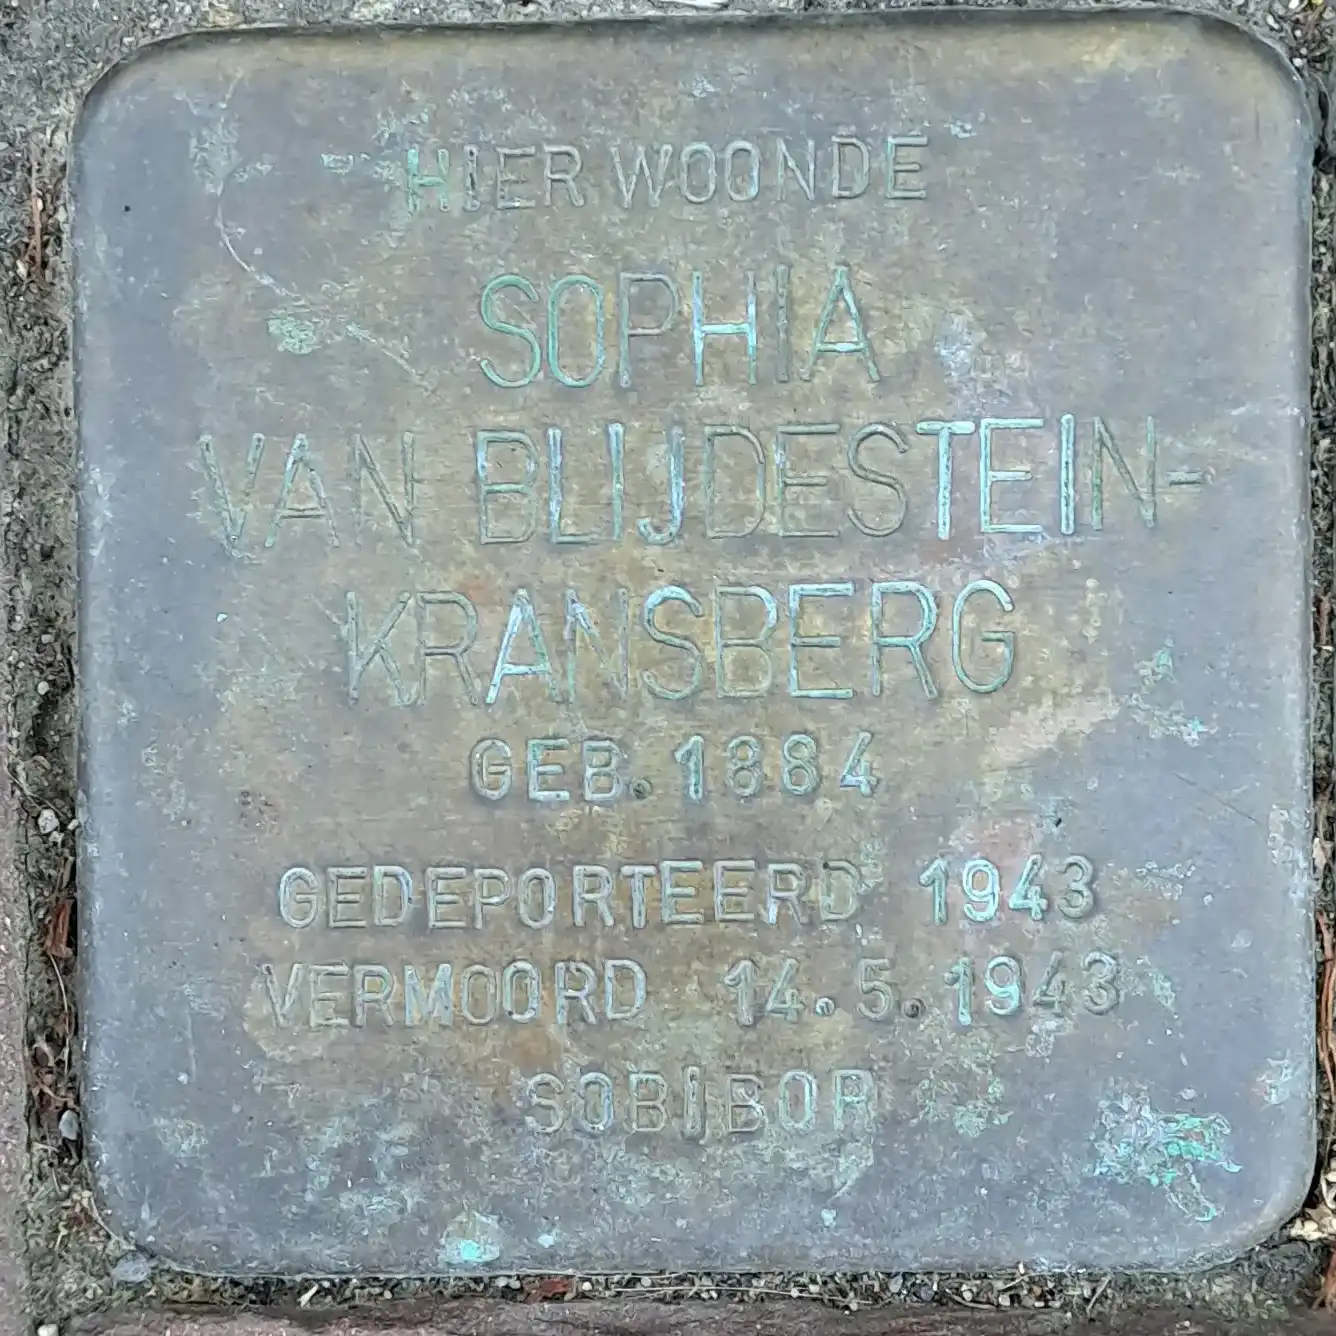 HIER WOONDE
SOPHIA
VAN BLIJDESTEIN-
KRANSBERG
GEB. 1884
GEDEPORTEERD 1943
VERMOORD 14.5.1943
SOBIBOR